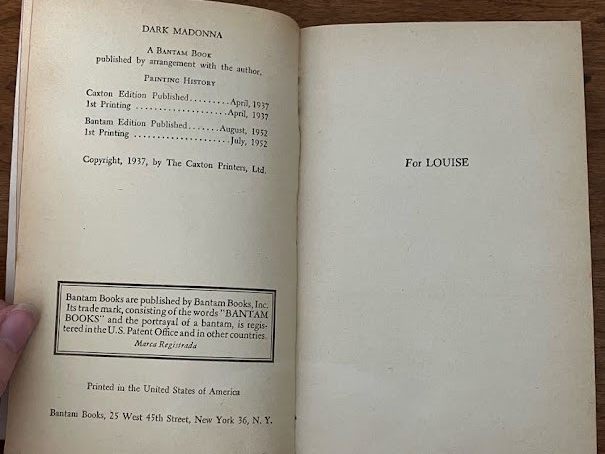 DARK MADONNA
A BANTAM BOOK
published by arrangement with the author.
PRINTING HISTORY
Caxton Edition Published.........April, 1937
1st Printing ....................April, 1937
Bantam Edition Published.......August, 1952
1st Printing .....................July, 1952
Copyright, 1937, by The Caxton Printers, Ltd.
Bantam Books are published by Bantam Books, Inc.
Its trade mark, consisting of the words "BANTAM
BOOKS" and the portrayal of a bantam, is regis-
tered in the U.S. Patent Office and in other countries.
Marca Registrada
Printed in the United States of America
Bantam Books, 25 West 45th Street, New York 36, N. Y.
For LOUISE